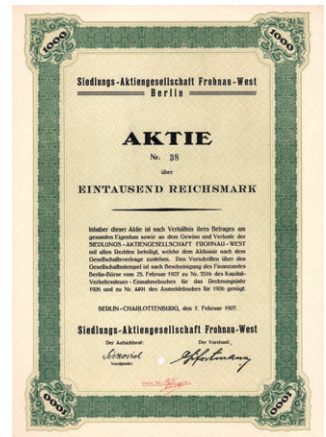 1000 1000
Siedlungs-Aktiengesellschaft Frohnau-West
Berlin
AKTIE
Nr. 38
über
EINTAUSEND REICHSMARK
Inhaber dieser Aktie ist nach Verhältnis ihres Betrages am
gesamten Eigentum sowie an dem Gewinn und Verluste der
SIEDLUNGS-AKTIENGESELLSCHAFT FROHNAU-WEST
mit allen Rechten beteiligt, welche dem Aktionär nach dem
Gesellschaftsvertrage zustehen. Den Vorschriften über den
Gesellschaftsstempel ist nach Bescheinigung des Finanzamtes
Berlin-Börse vom 25. Februar 1927 zu Nr. 5516 des Kapital-
Verkehrsteuer-Einnahmebuches für das Rechnungsjahr
1926 und zu Nr. 4491 des Anmeldebuches für 1926 genügt.
BERLIN-CHARLOTTENBURG, den 7. Februar 1927.
Siedlungs-Aktiengesellschaft Frohnau-West
Der Aufsichtsrat: Der Vorstand:
Vorsitzender
1000 1000